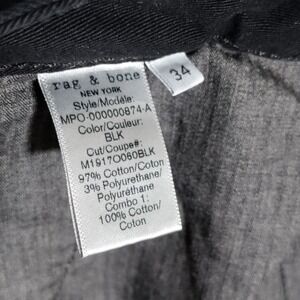 rag & bone
NEW YORK
Style/Modèle:
MPO-000000874-A
Color/Couleur:
BLK
Cut/Coupe#:
M1917O060BLK
97% Cotton/Coton
3% Polyurethane/
Polyuréthane
Combo 1:
100% Cotton/
Coton
34